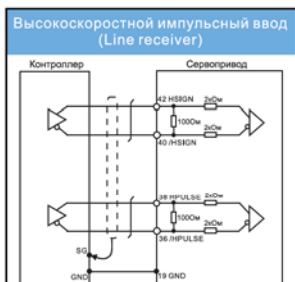 Высокоскоростной импульсный ввод
(Line receiver)
Контроллер
Сервопривод
42 HSIGN
2кОм
100Ом
2кОм
40 /HSIGN
38 HPULSE
2кОм
100Ом
2кОм
36 /HPULSE
SG
GND
19 GND